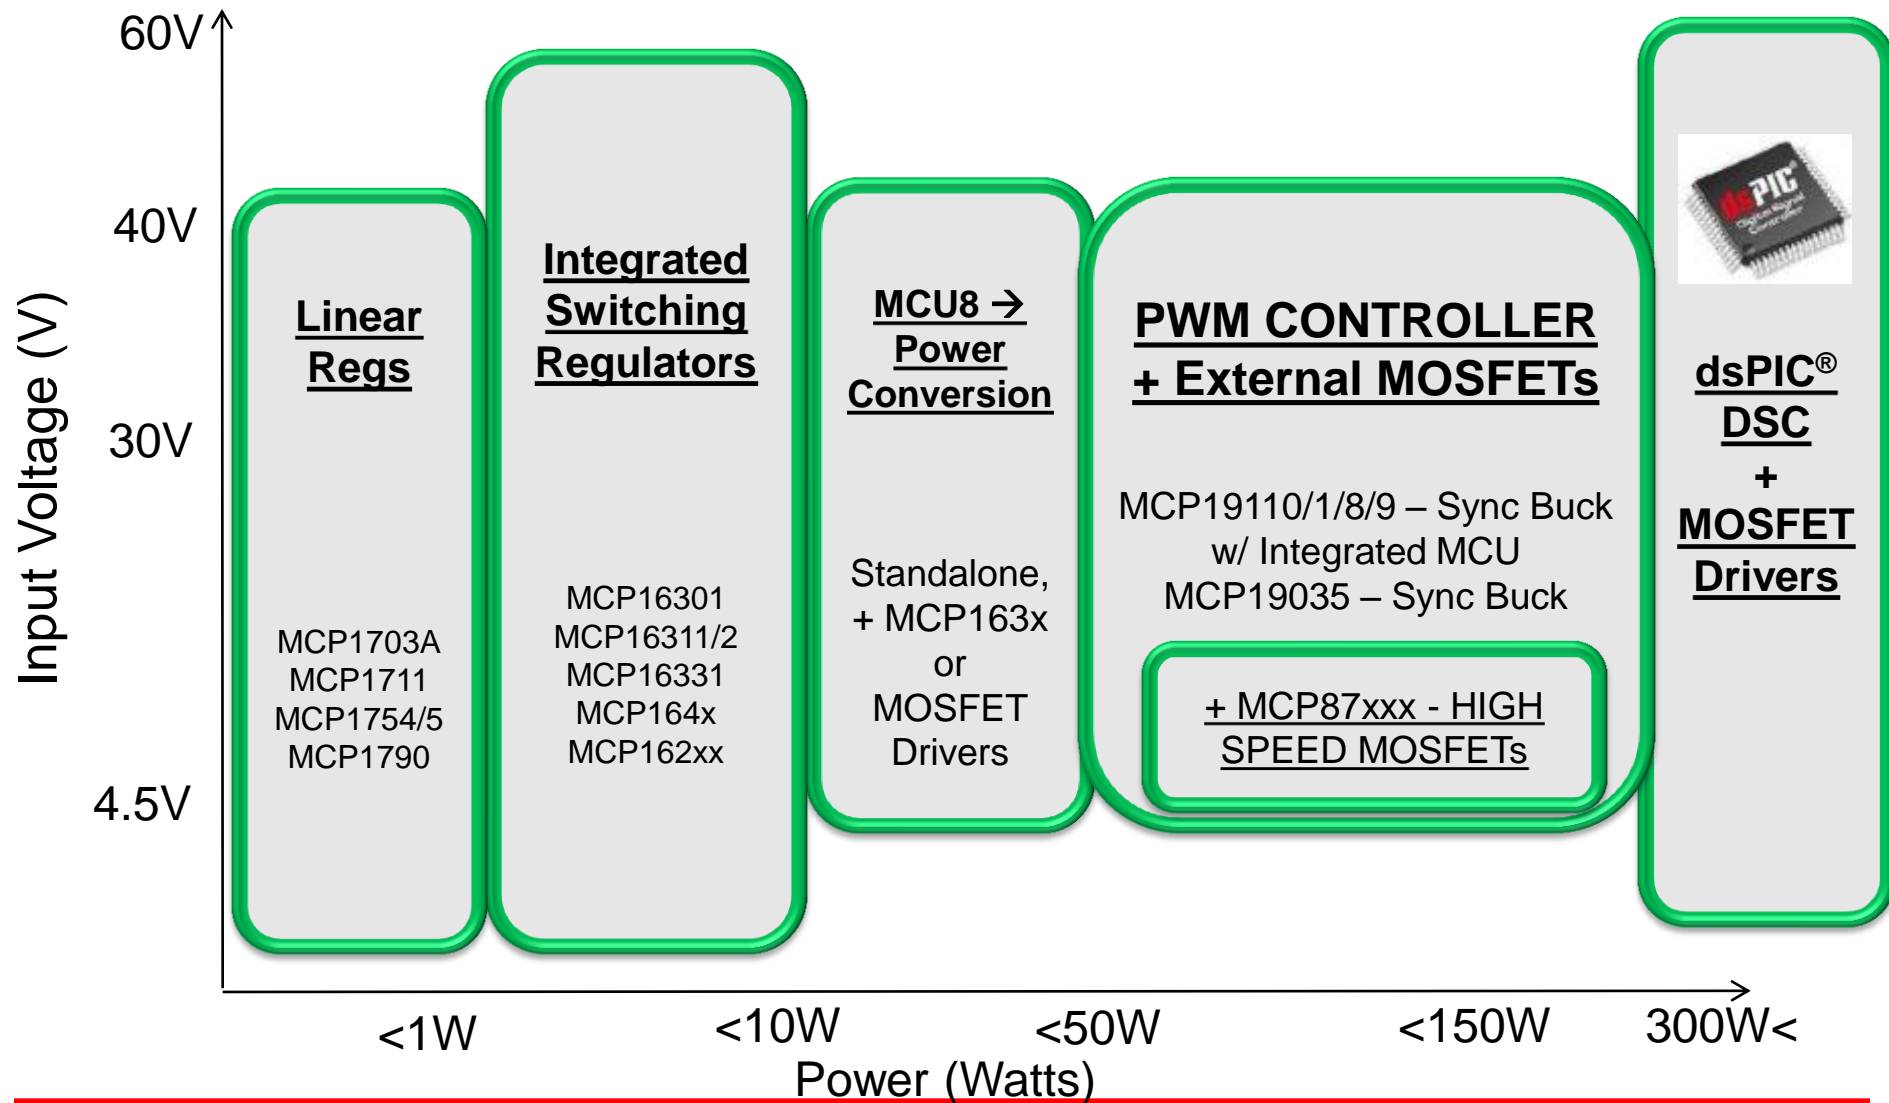 60V
40V
30V
4.5V
Input Voltage (V)
Linear
Regs
MCP1703A
MCP1711
MCP1754/5
MCP1790
Integrated
Switching
Regulators
MCP16301
MCP16311/2
MCP16331
MCP164x
MCP162xx
MCU8 →
Power
Conversion
Standalone,
+ MCP163x
or
MOSFET
Drivers
PWM CONTROLLER
+ External MOSFETs
MCP19110/1/8/9 – Sync Buck
w/ Integrated MCU
MCP19035 – Sync Buck
+ MCP87xxx - HIGH
SPEED MOSFETs
dsPIC®
Digital Signal
Controller
dsPIC®
DSC
+
MOSFET
Drivers
<1W
<10W
<50W
<150W
300W<
Power (Watts)